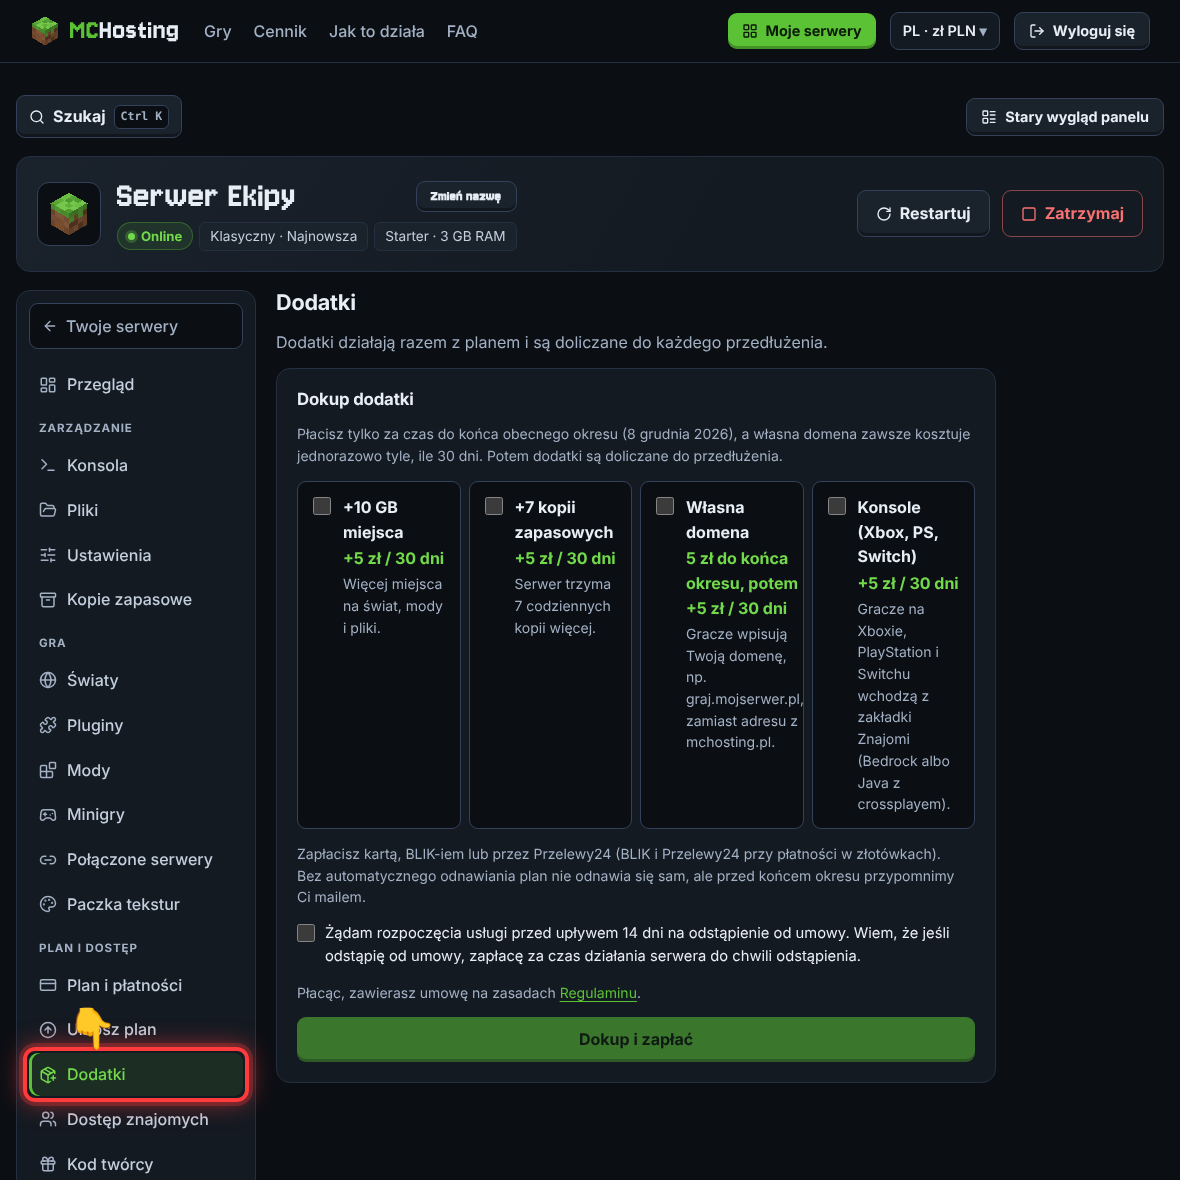 MCHosting
Gry
Cennik
Jak to działa
FAQ
Moje serwery
PL · zł PLN ▾
Wyloguj się
Szukaj Ctrl K
Stary wygląd panelu
Serwer Ekipy
Zmień nazwę
Online
Klasyczny · Najnowsza
Starter · 3 GB RAM
Restartuj
Zatrzymaj
Twoje serwery
Przegląd
ZARZĄDZANIE
Konsola
Pliki
Ustawienia
Kopie zapasowe
GRA
Światy
Pluginy
Mody
Minigry
Połączone serwery
Paczka tekstur
PLAN I DOSTĘP
Plan i płatności
plan
Dodatki
Dostęp znajomych
Kod twórcy
Dodatki
Dodatki działają razem z planem i są doliczane do każdego przedłużenia.
Dokup dodatki
Płacisz tylko za czas do końca obecnego okresu (8 grudnia 2026), a własna domena zawsze kosztuje
jednorazowo tyle, ile 30 dni. Potem dodatki są doliczane do przedłużenia.
+10 GB
miejsca
+5 zł / 30 dni
Więcej miejsca
na świat, mody
i pliki.
+7 kopii
zapasowych
+5 zł / 30 dni
Serwer trzyma
7 codziennych
kopii więcej.
Własna
domena
5 zł do końca
okresu, potem
+5 zł / 30 dni
Gracze wpisują
Twoją domenę,
np.
graj.mojserwer.pl,
zamiast adresu z
mchosting.pl.
Konsole
(Xbox, PS,
Switch)
+5 zł / 30 dni
Gracze na
Xboxie,
PlayStation i
Switchu
wchodzą z
zakładki
Znajomi
(Bedrock albo
Java z
crossplayem).
Zapłacisz kartą, BLIK-iem lub przez Przelewy24 (BLIK i Przelewy24 przy płatności w złotówkach).
Bez automatycznego odnawiania plan nie odnawia się sam, ale przed końcem okresu przypomnimy
Ci mailem.
Żądam rozpoczęcia usługi przed upływem 14 dni na odstąpienie od umowy. Wiem, że jeśli
odstąpię od umowy, zapłacę za czas działania serwera do chwili odstąpienia.
Płacąc, zawierasz umowę na zasadach Regulaminu.
Dokup i zapłać